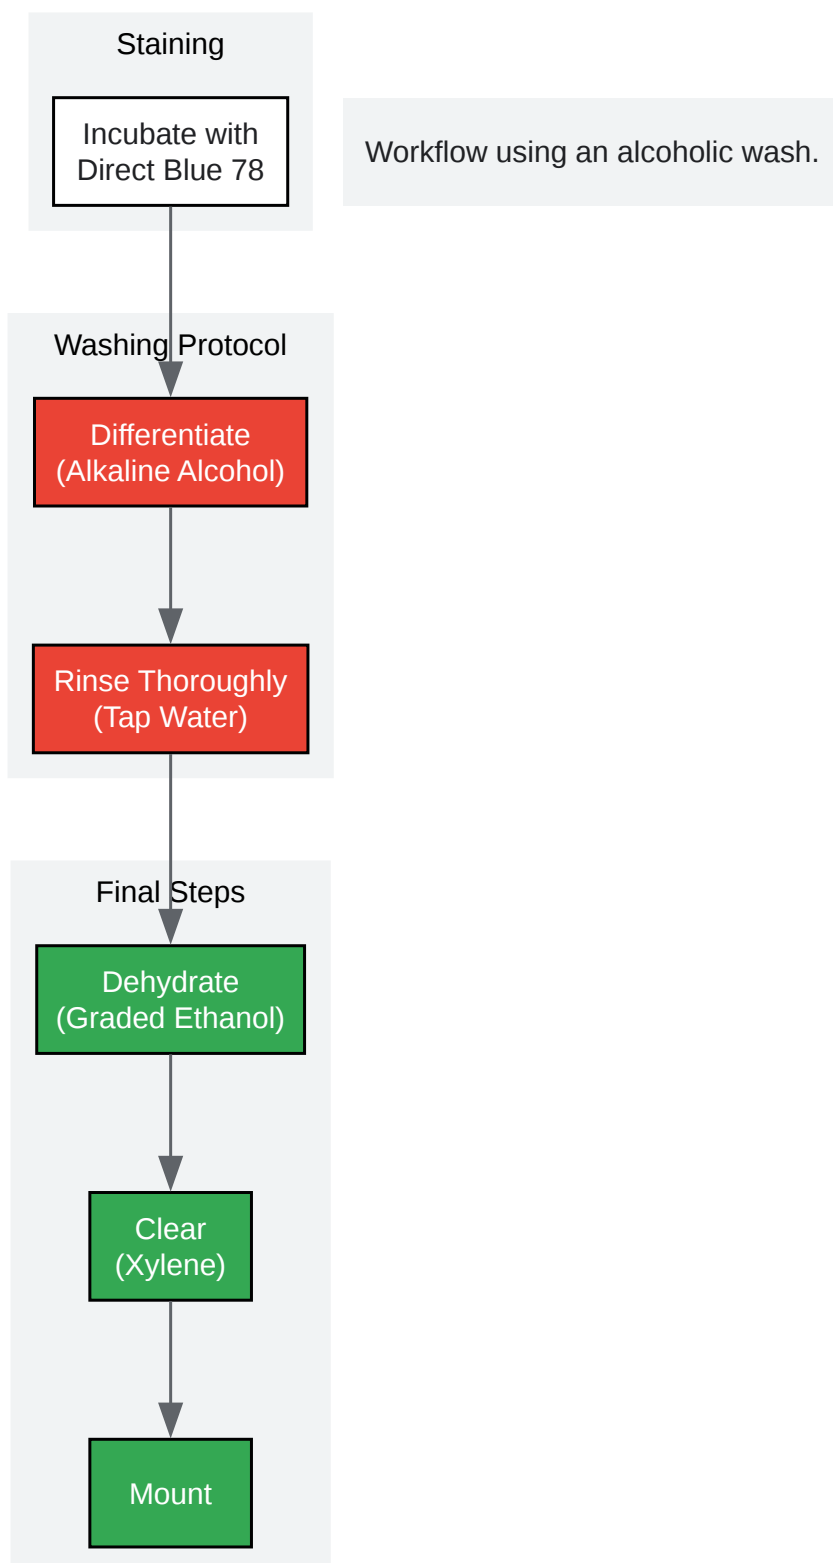 Staining
Incubate with
Direct Blue 78
Workflow using an alcoholic wash.
Washing Protocol
Differentiate
(Alkaline Alcohol)
Rinse Thoroughly
(Tap Water)
Final Steps
Dehydrate
(Graded Ethanol)
Clear
(Xylene)
Mount